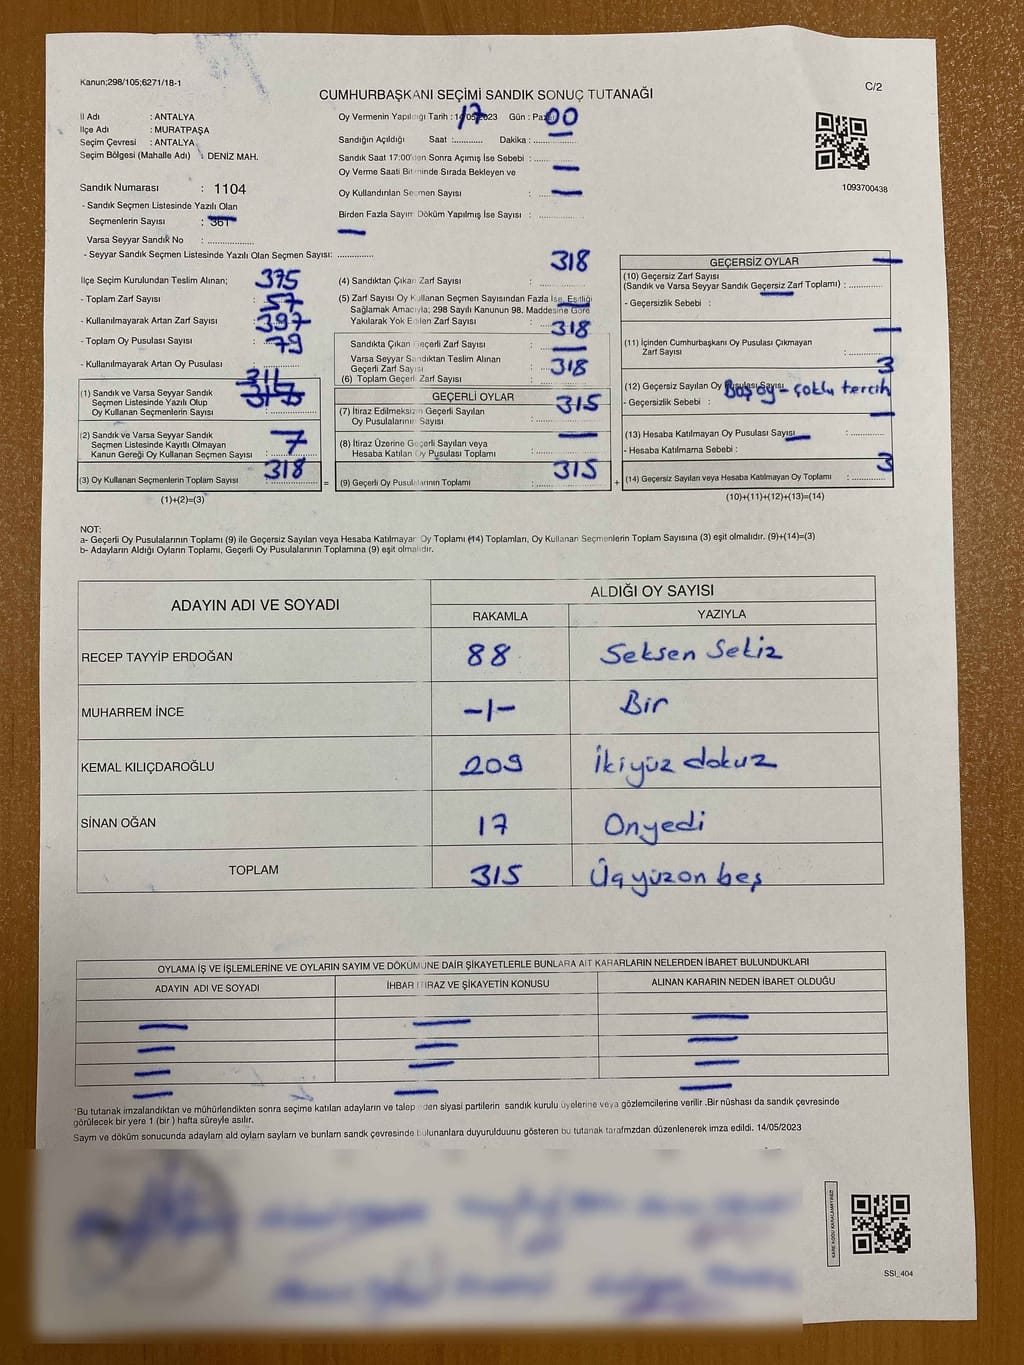 Kanun;298/105;6271/18-1
C/2
CUMHURBAŞKANI SEÇİMİ SANDIK SONUÇ TUTANAĞI
İl Adı : ANTALYA
İlçe Adı : MURATPAŞA
Seçim Çevresi : ANTALYA
Seçim Bölgesi (Mahalle Adı) : DENİZ MAH.
Sandık Numarası : 1104
- Sandık Seçmen Listesinde Yazılı Olan
Seçmenlerin Sayısı : 361
Varsa Seyyar Sandık No : ..............
- Seyyar Sandık Seçmen Listesinde Yazılı Olan Seçmen Sayısı: ............
Oy Vermenin Yapıldığı Tarih : 14/05/2023 Gün : Pazar
Sandığın Açıldığı Saat :.......... 17 Dakika :.............. 00
Sandık Saat 17:00'den Sonra Açımış İse Sebebi : ............ —
Oy Verme Saati Bitiminde Sırada Bekleyen ve
Oy Kullandırılan Seçmen Sayısı : ............ —
Birden Fazla Sayım Döküm Yapılmış İse Sayısı : ............ —
1093700438
İlçe Seçim Kurulundan Teslim Alınan;
- Toplam Zarf Sayısı 375
- Kullanılmayarak Artan Zarf Sayısı 57
- Toplam Oy Pusulası Sayısı 397
- Kullanılmayarak Artan Oy Pusulası 79
(1) Sandık ve Varsa Seyyar Sandık
Seçmen Listesinde Yazılı Olup
Oy Kullanan Seçmenlerin Sayısı 311
(2) Sandık ve Varsa Seyyar Sandık
Seçmen Listesinde Kayıtlı Olmayan
Kanun Gereği Oy Kullanan Seçmen Sayısı 7
(3) Oy Kullanan Seçmenlerin Toplam Sayısı 318
(1)+(2)=(3)
(4) Sandıktan Çıkan Zarf Sayısı 318
(5) Zarf Sayısı Oy Kullanan Seçmen Sayısından Fazla İse, Eşitliği
Sağlamak Amacıyla; 298 Sayılı Kanunun 98. Maddesine Göre
Yakılarak Yok Edilen Zarf Sayısı —
Sandıkta Çıkan Geçerli Zarf Sayısı 318
Varsa Seyyar Sandıktan Teslim Alınan
Geçerli Zarf Sayısı —
(6) Toplam Geçerli Zarf Sayısı 318
GEÇERLİ OYLAR
(7) İtiraz Edilmeksizin Geçerli Sayılan
Oy Pusulalarının Sayısı 315
(8) İtiraz Üzerine Geçerli Sayılan veya
Hesaba Katılan Oy Pusulası Toplamı —
(9) Geçerli Oy Pusulalarının Toplamı 315
GEÇERSİZ OYLAR
(10) Geçersiz Zarf Sayısı
(Sandık ve Varsa Seyyar Sandık Geçersiz Zarf Toplamı) : —
- Geçersizlik Sebebi : —
(11) İçinden Cumhurbaşkanı Oy Pusulası Çıkmayan
Zarf Sayısı —
(12) Geçersiz Sayılan Oy Pusulası Sayısı 3
- Geçersizlik Sebebi : Boş oy - çoklu tercih
(13) Hesaba Katılmayan Oy Pusulası Sayısı —
- Hesaba Katılmama Sebebi : —
(14) Geçersiz Sayılan veya Hesaba Katılmayan Oy Toplamı 3
(10)+(11)+(12)+(13)=(14)
NOT:
a- Geçerli Oy Pusulalarının Toplamı (9) ile Geçersiz Sayılan veya Hesaba Katılmayan Oy Toplamı (14) Toplamları, Oy Kullanan Seçmenlerin Toplam Sayısına (3) eşit olmalıdır. (9)+(14)=(3)
b- Adayların Aldığı Oyların Toplamı, Geçerli Oy Pusulalarının Toplamına (9) eşit olmalıdır.
ADAYIN ADI VE SOYADI ALDIĞI OY SAYISI
RAKAMLA YAZIYLA
RECEP TAYYİP ERDOĞAN 88 Seksen Sekiz
MUHARREM İNCE -1- Bir
KEMAL KILIÇDAROĞLU 209 İkiyüz dokuz
SİNAN OĞAN 17 Onyedi
TOPLAM 315 Üçyüzon beş
OYLAMA İŞ VE İŞLEMLERİNE VE OYLARIN SAYIM VE DÖKÜMÜNE DAİR ŞİKAYETLERLE BUNLARA AİT KARARLARIN NELERDEN İBARET BULUNDUKLARI
ADAYIN ADI VE SOYADI İHBAR İTİRAZ VE ŞİKAYETİN KONUSU ALINAN KARARIN NEDEN İBARET OLDUĞU
— — —
— — —
— — —
— — —
*Bu tutanak imzalandıktan ve mühürlendikten sonra seçime katılan adayların ve talep eden siyasi partilerin sandık kurulu üyelerine veya gözlemcilerine verilir .Bir nüshası da sandık çevresinde
görülecek bir yere 1 (bir ) hafta süreyle asılır.
Saym ve döküm sonucunda adaylarn ald oylarn saylarn ve bunlarn sandk çevresinde bulunanlara duyurulduunu gösteren bu tutanak tarafmzdan düzenlenerek imza edildi. 14/05/2023
KARE KODU KARALAMAYINIZ!
SSI_404